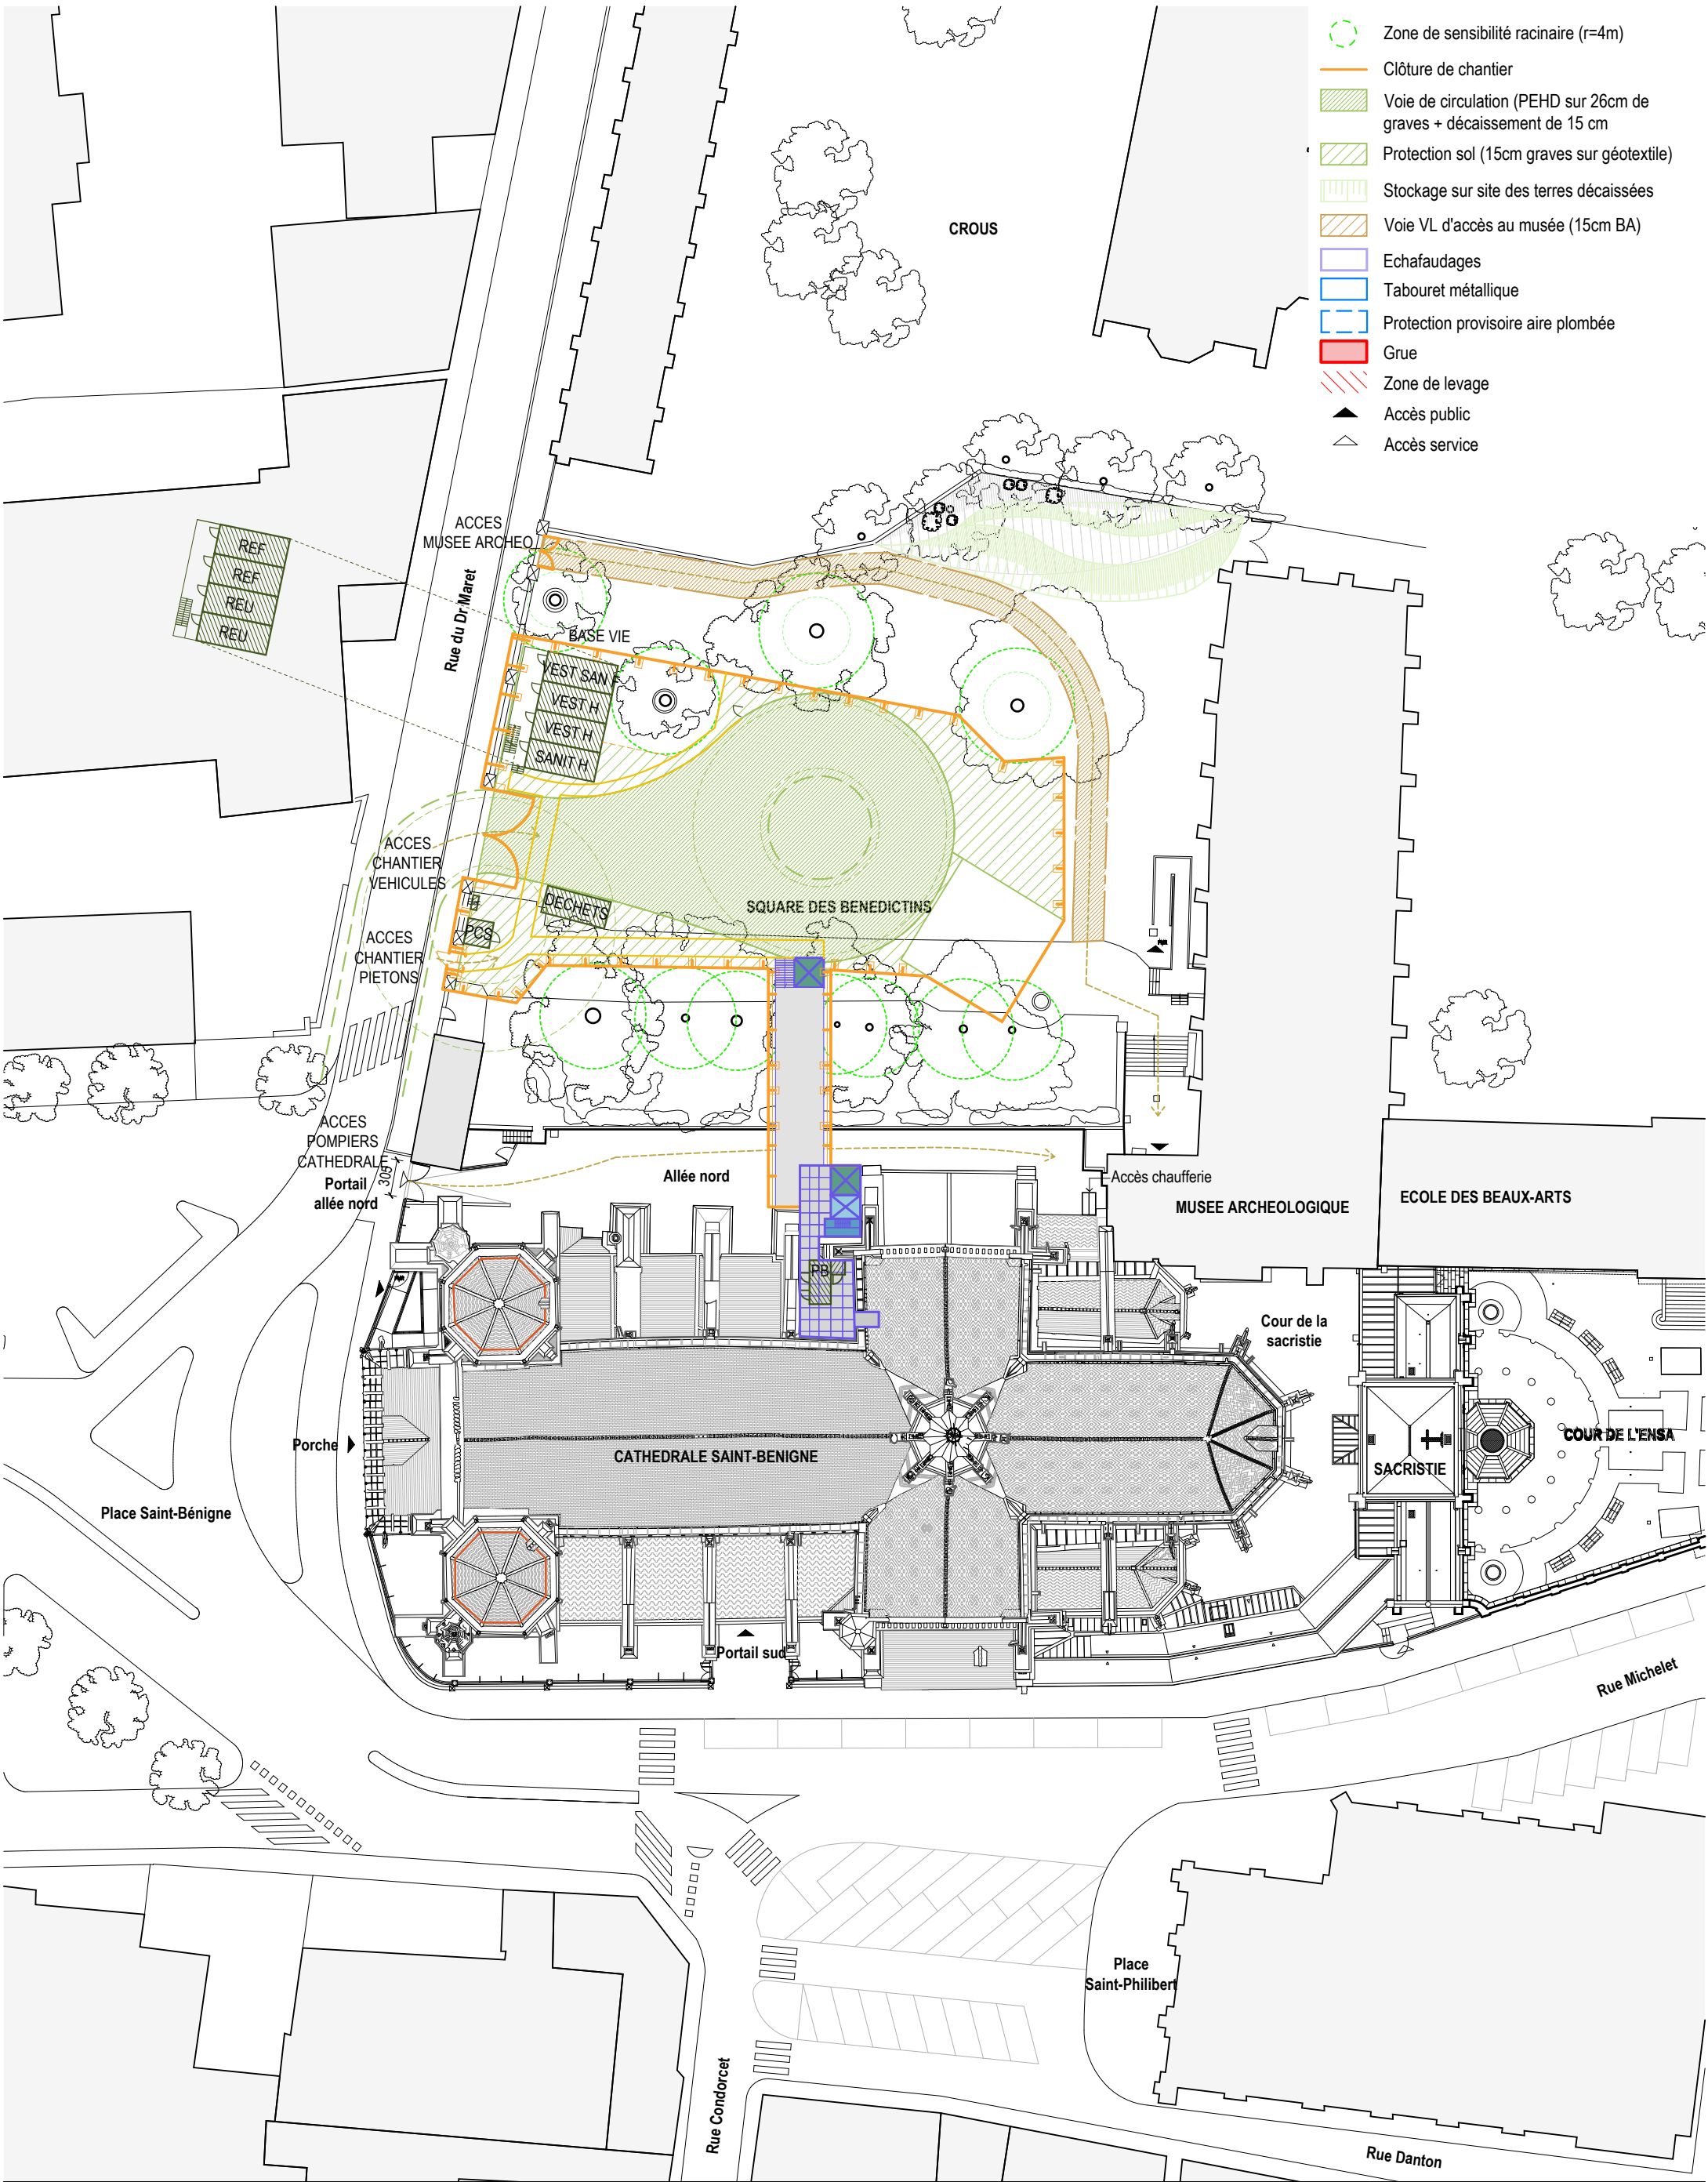 Zone de sensibilité racinaire (r=4m)
Clôture de chantier
Voie de circulation (PEHD sur 26cm de
graves + décaissement de 15 cm
Protection sol (15cm graves sur géotextile)
Stockage sur site des terres décaissées
Voie VL d'accès au musée (15cm BA)
Echafaudages
Tabouret métallique
Protection provisoire aire plombée
Grue
Zone de levage
Accès public
Accès service
CROUS
ACCES
MUSEE ARCHEO
REF
REF
REU
REU
Rue du Dr Maret
BASE VIE
VEST SAN F
VEST H
VEST H
SANIT H
ACCES
CHANTIER
VEHICULES
DECHETS
SQUARE DES BENEDICTINS
PCS
ACCES
CHANTIER
PIETONS
ACCES
POMPIERS
CATHEDRALE
305
Portail
allée nord
Allée nord
Accès chaufferie
MUSEE ARCHEOLOGIQUE
ECOLE DES BEAUX-ARTS
PB
Cour de la
sacristie
Porche
CATHEDRALE SAINT-BENIGNE
COUR DE L'ENSA
SACRISTIE
Place Saint-Bénigne
Portail sud
Rue Michelet
Place
Saint-Philibert
Rue Condorcet
Rue Danton